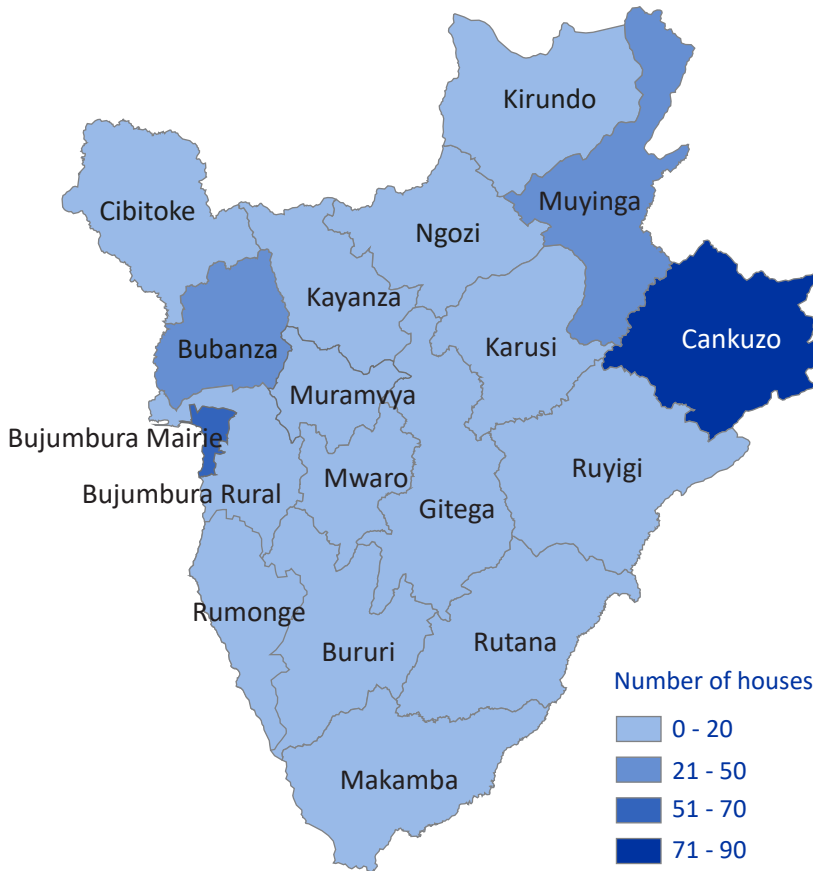 Kirundo
Muyinga
Cibitoke
Ngozi
Kayanza
Cankuzo
Karusi
Bubanza
Muramvya
Bujumbura Mairie
Ruyigi
Mwaro
Bujumbura Rural
Gitega
Rumonge
Rutana
Bururi
Makamba
Number of houses
0 - 20
21 - 50
51 - 70
71 - 90